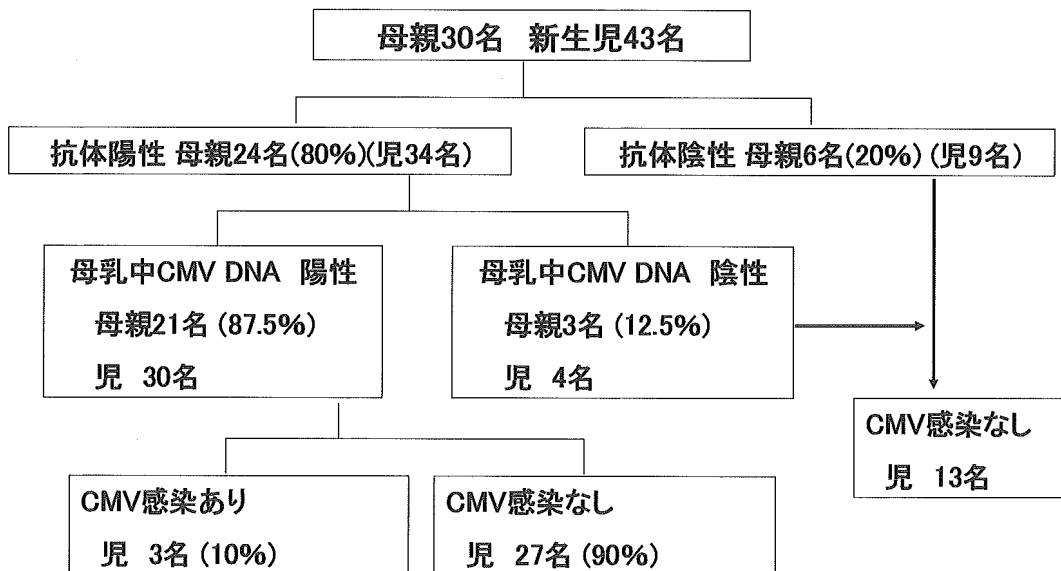 母親30名 新生児43名
抗体陽性 母親24名(80%)(児34名)
抗体陰性 母親6名(20%) (児9名)
母乳中CMV DNA 陽性
母親21名 (87.5%)
児 30名
母乳中CMV DNA 陰性
母親3名 (12.5%)
児 4名
CMV感染なし
児 13名
CMV感染あり
児 3名 (10%)
CMV感染なし
児 27名 (90%)